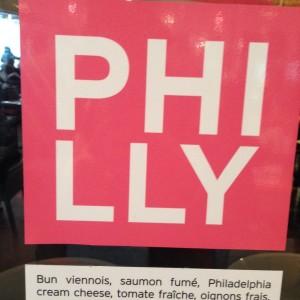 PHI
LLY
Bun viennois, saumon fumé, Philadelphia
cream cheese, tomate fraîche, oignons frais,